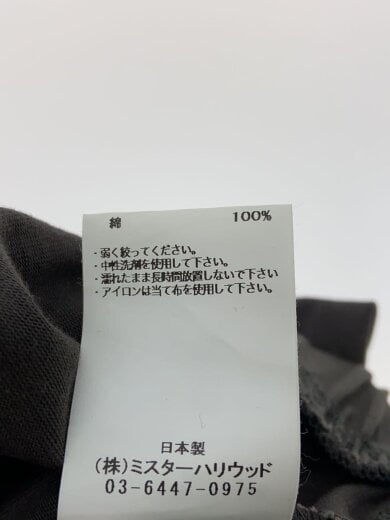 綿 100%
・弱く絞ってください。
・中性洗剤を使用して下さい。
・濡れたまま長時間放置しないで下さい
・アイロンは当て布を使用して下さい。
日本製
(株)ミスターハリウッド
03-6447-0975